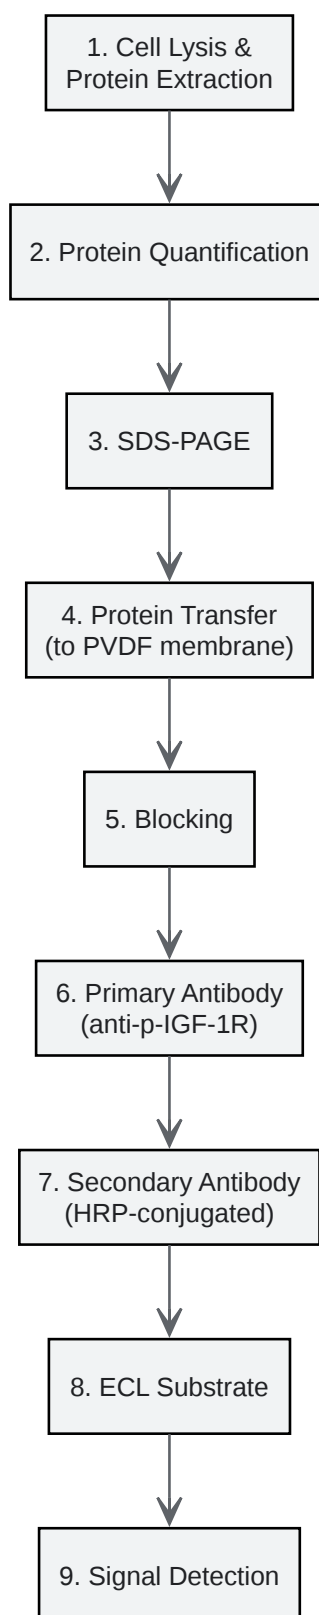 1. Cell Lysis &
Protein Extraction
2. Protein Quantification
3. SDS-PAGE
4. Protein Transfer
(to PVDF membrane)
5. Blocking
6. Primary Antibody
(anti-p-IGF-1R)
7. Secondary Antibody
(HRP-conjugated)
8. ECL Substrate
9. Signal Detection